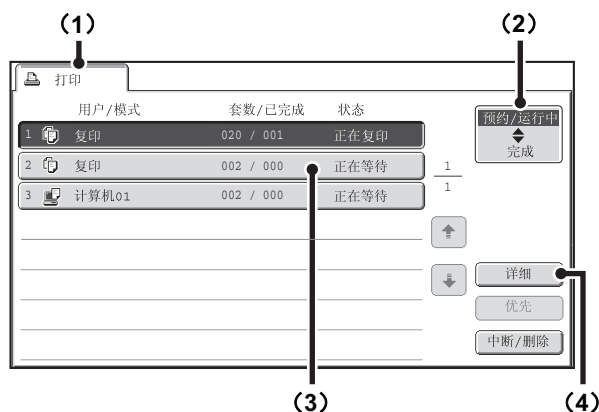 (1) (2)
打印
用户/模式 套数/已完成 状态
预约/运行中
完成
1 复印 020 / 001 正在复印
2 复印 002 / 000 正在等待
3 计算机01 002 / 000 正在等待
1
1
详细
优先
中断/删除
(3) (4)